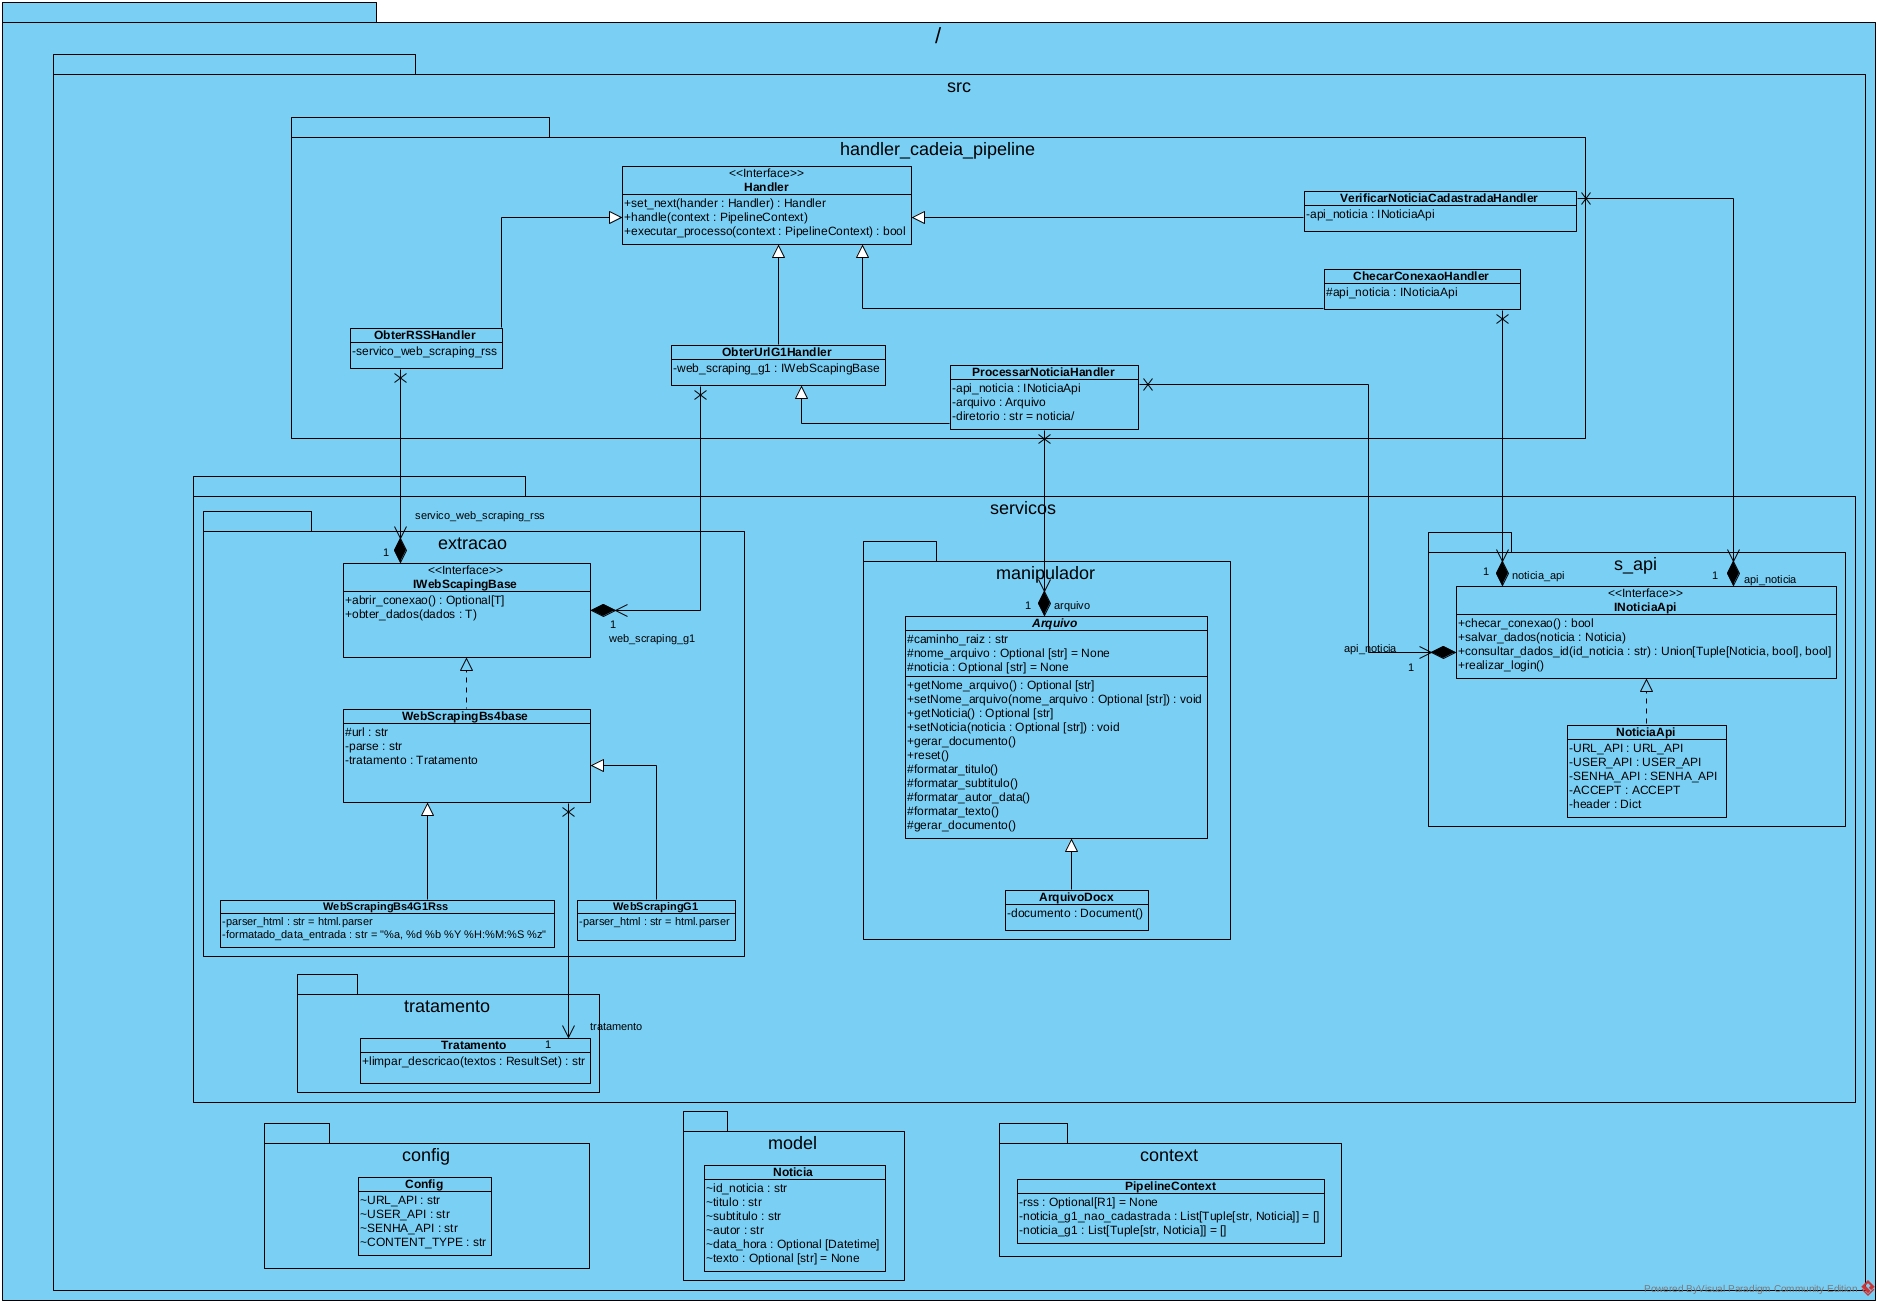 /
src
handler_cadeia_pipeline
<<Interface>>
Handler
+set_next(hander : Handler) : Handler
+handle(context : PipelineContext)
+executar_processo(context : PipelineContext) : bool
VerificarNoticiaCadastradaHandler
-api_noticia : INoticiaApi
ChecarConexaoHandler
#api_noticia : INoticiaApi
ObterRSSHandler
-servico_web_scraping_rss
ObterUrlG1Handler
-web_scraping_g1 : IWebScapingBase
ProcessarNoticiaHandler
-api_noticia : INoticiaApi
-arquivo : Arquivo
-diretorio : str = noticia/
servicos
servico_web_scraping_rss
1
extracao
<<Interface>>
IWebScapingBase
+abrir_conexao() : Optional[T]
+obter_dados(dados : T)
1
web_scraping_g1
WebScrapingBs4base
#url : str
-parse : str
-tratamento : Tratamento
WebScrapingBs4G1Rss
-parser_html : str = html.parser
-formatado_data_entrada : str = "%a, %d %b %Y %H:%M:%S %z"
WebScrapingG1
-parser_html : str = html.parser
tratamento
tratamento
1
Tratamento
+limpar_descricao(textos : ResultSet) : str
manipulador
1
arquivo
Arquivo
#caminho_raiz : str
#nome_arquivo : Optional [str] = None
#noticia : Optional [str] = None
+getNome_arquivo() : Optional [str]
+setNome_arquivo(nome_arquivo : Optional [str]) : void
+getNoticia() : Optional [str]
+setNoticia(noticia : Optional [str]) : void
+gerar_documento()
+reset()
#formatar_titulo()
#formatar_subtitulo()
#formatar_autor_data()
#formatar_texto()
#gerar_documento()
ArquivoDocx
-documento : Document()
s_api
1
noticia_api
1
api_noticia
<<Interface>>
INoticiaApi
+checar_conexao() : bool
+salvar_dados(noticia : Noticia)
+consultar_dados_id(id_noticia : str) : Union[Tuple[Noticia, bool], bool]
+realizar_login()
api_noticia
1
NoticiaApi
-URL_API : URL_API
-USER_API : USER_API
-SENHA_API : SENHA_API
-ACCEPT : ACCEPT
-header : Dict
config
Config
~URL_API : str
~USER_API : str
~SENHA_API : str
~CONTENT_TYPE : str
model
Noticia
~id_noticia : str
~titulo : str
~subtitulo : str
~autor : str
~data_hora : Optional [Datetime]
~texto : Optional [str] = None
context
PipelineContext
-rss : Optional[R1] = None
-noticia_g1_nao_cadastrada : List[Tuple[str, Noticia]] = []
-noticia_g1 : List[Tuple[str, Noticia]] = []
Powered ByVisual Paradigm Community Edition